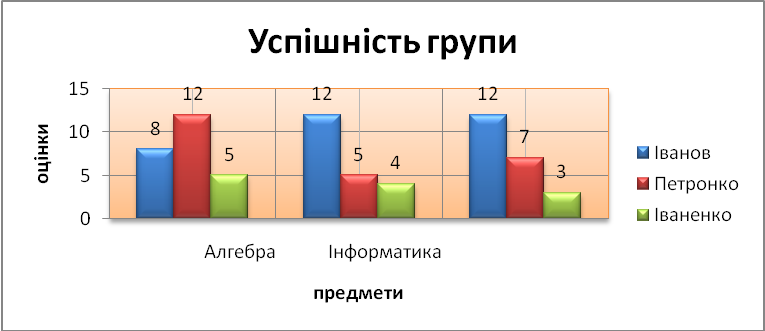 Успішність групи
оцінки
15
10
5
0
8
12
5
12
5
4
12
7
3
Алгебра
Інформатика
предмети
Іванов
Петронко
Іваненко